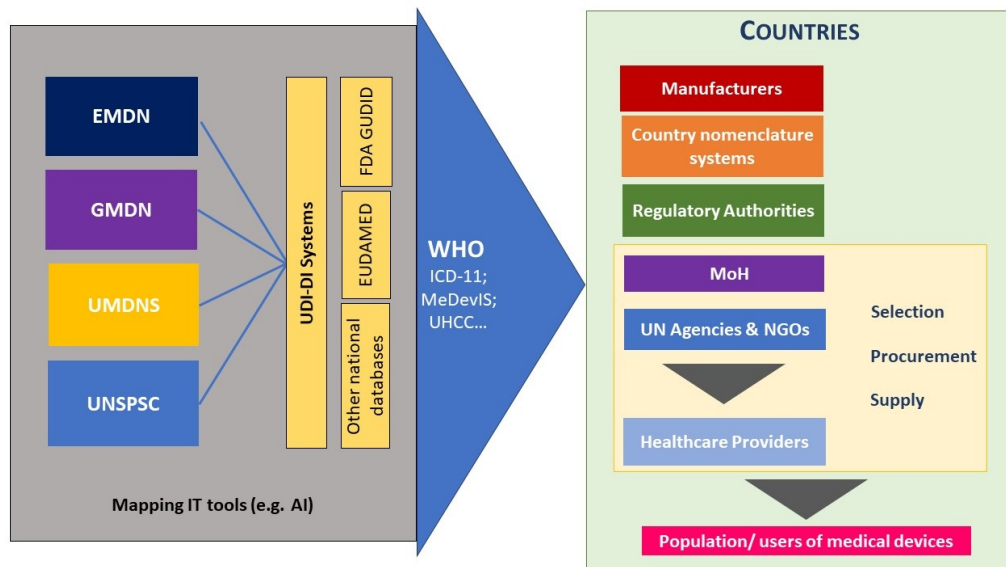 EMDN
GMDN
UMDNS
UNSPSC
UDI-DI Systems
FDA GUDID
EUDAMED
Other national
databases
Mapping IT tools (e.g. AI)
WHO
ICD-11;
MeDevIS;
UHCC...
COUNTRIES
Manufacturers
Country nomenclature
systems
Regulatory Authorities
MoH
UN Agencies & NGOs
Healthcare Providers
Selection
Procurement
Supply
Population/ users of medical devices